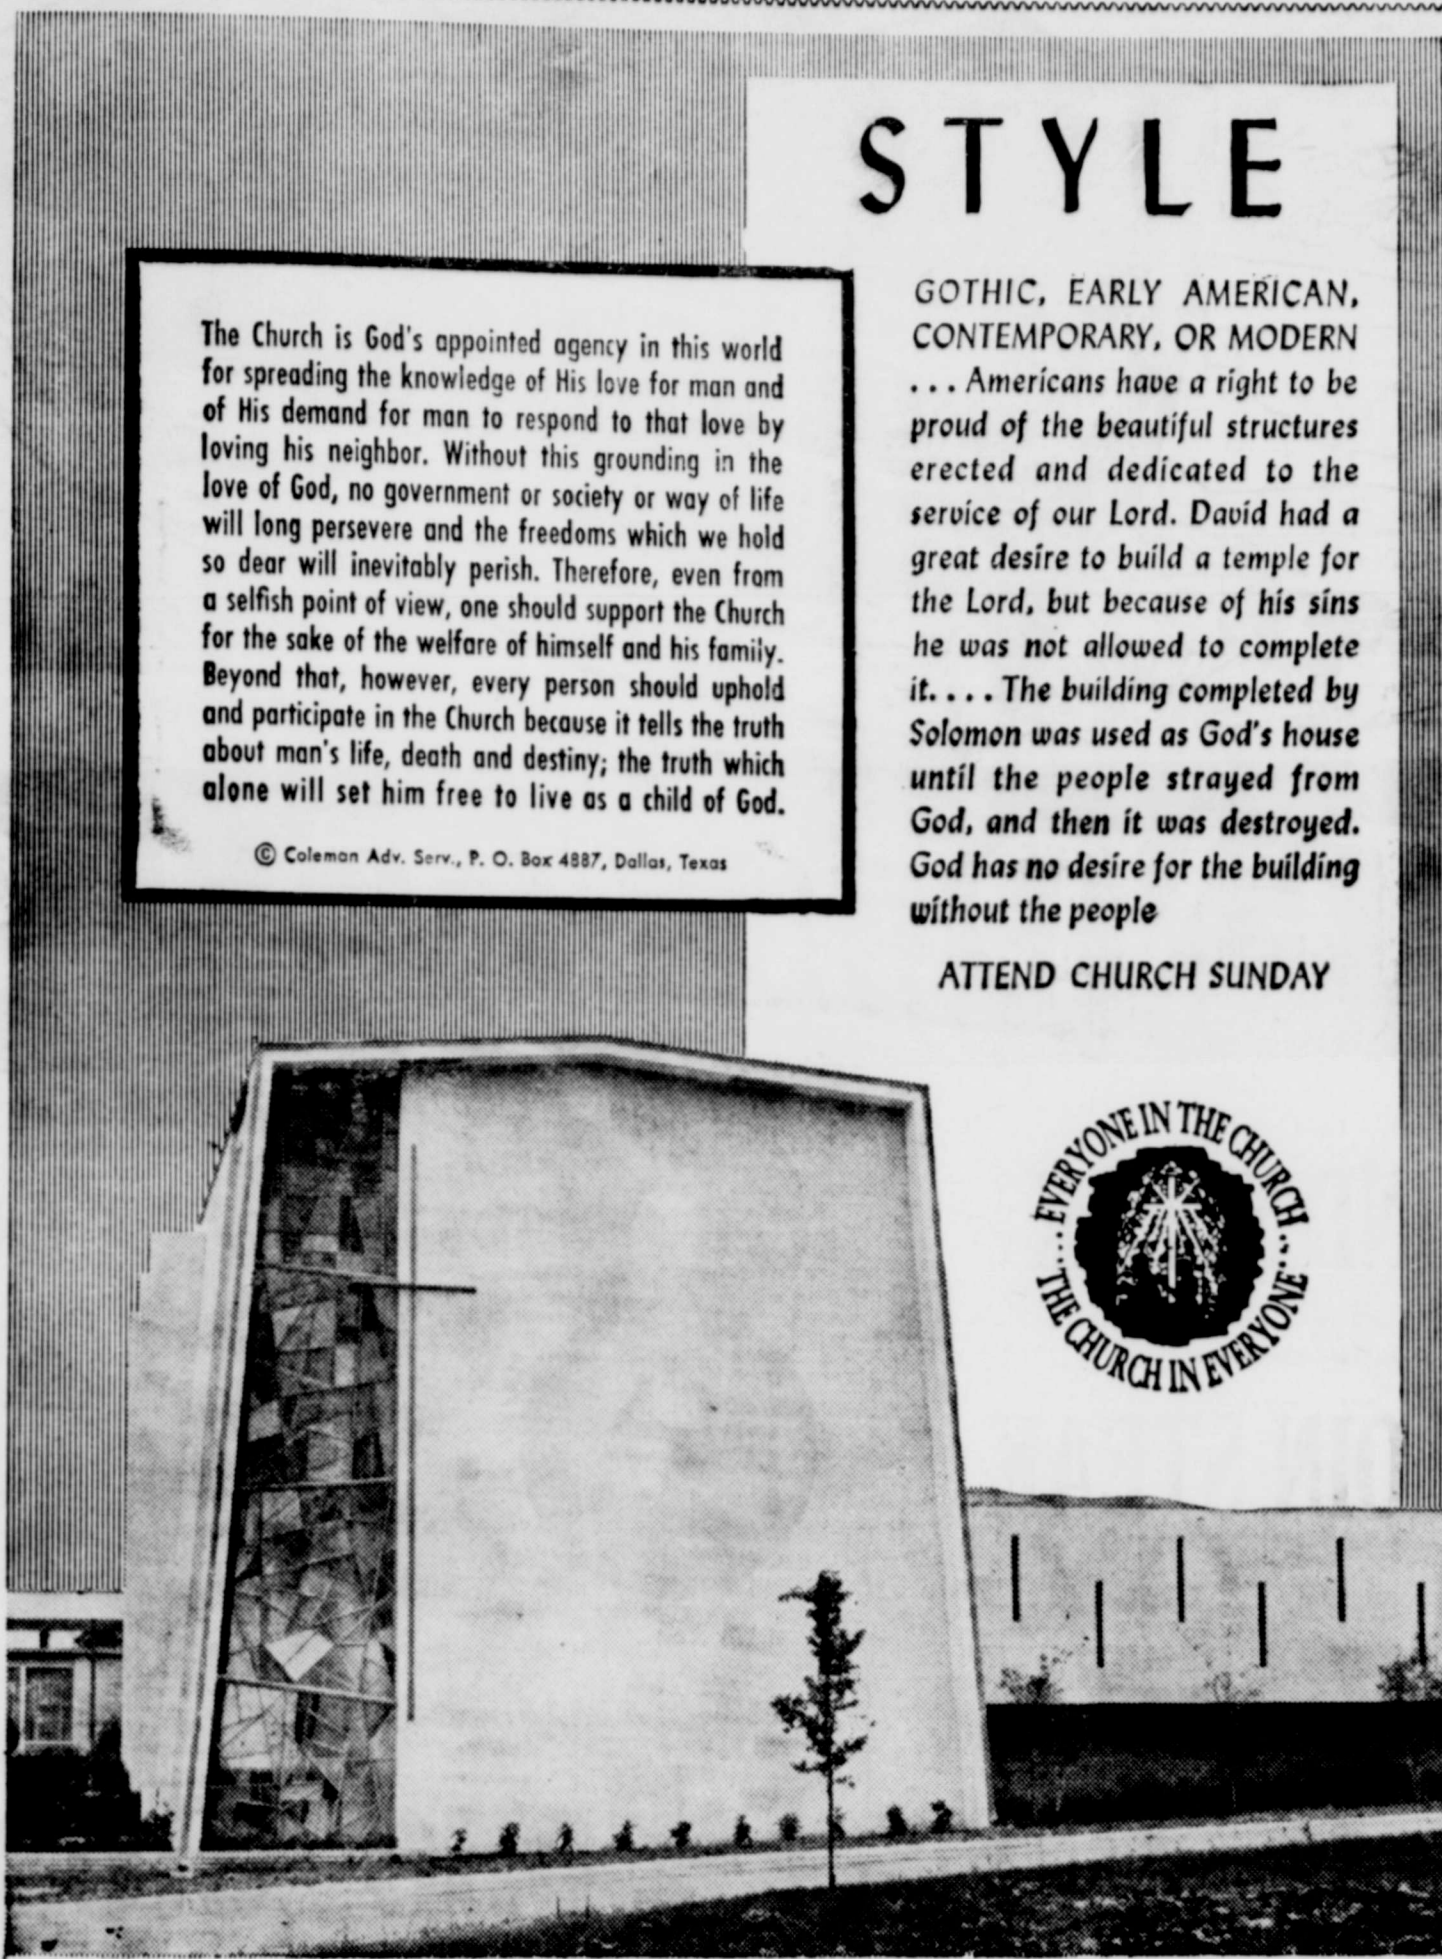 STYLE
GOTHIC, EARLY AMERICAN,
CONTEMPORARY, OR MODERN
... Americans have a right to be
proud of the beautiful structures
erected and dedicated to the
service of our Lord. David had a
great desire to build a temple for
the Lord, but because of his sins
he was not allowed to complete
it.... The building completed by
Solomon was used as God's house
until the people strayed from
God, and then it was destroyed.
God has no desire for the building
without the people
ATTEND CHURCH SUNDAY
The Church is God's appointed agency in this world
for spreading the knowledge of His love for man and
of His demand for man to respond to that love by
loving his neighbor. Without this grounding in the
love of God, no government or society or way of life
will long persevere and the freedoms which we hold
so dear will inevitably perish. Therefore, even from
a selfish point of view, one should support the Church
for the sake of the welfare of himself and his family.
Beyond that, however, every person should uphold
and participate in the Church because it tells the truth
about man's life, death and destiny; the truth which
alone will set him free to live as a child of God.
© Coleman Adv. Serv., P. O. Box 4887, Dallas, Texas
EVERYONE IN THE CHURCH...
THE CHURCH IN EVERYONE...